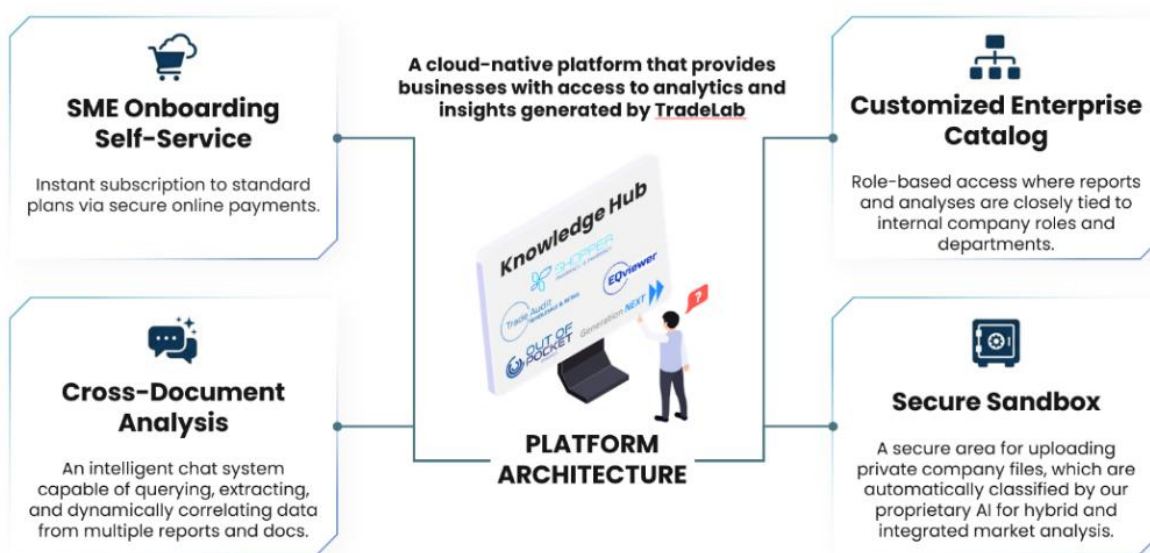 SME Onboarding
Self-Service
Instant subscription to standard
plans via secure online payments.
A cloud-native platform that provides
businesses with access to analytics and
insights generated by TradeLab
Customized Enterprise
Catalog
Role-based access where reports
and analyses are closely tied to
internal company roles and
departments.
Knowledge Hub
SHOPPER
EQviewer
Trade Audit
Generation NEXT
OUT OF
POCKET
?
Cross-Document
Analysis
An intelligent chat system
capable of querying, extracting,
and dynamically correlating data
from multiple reports and docs.
PLATFORM
ARCHITECTURE
Secure Sandbox
A secure area for uploading
private company files, which are
automatically classified by our
proprietary AI for hybrid and
integrated market analysis.